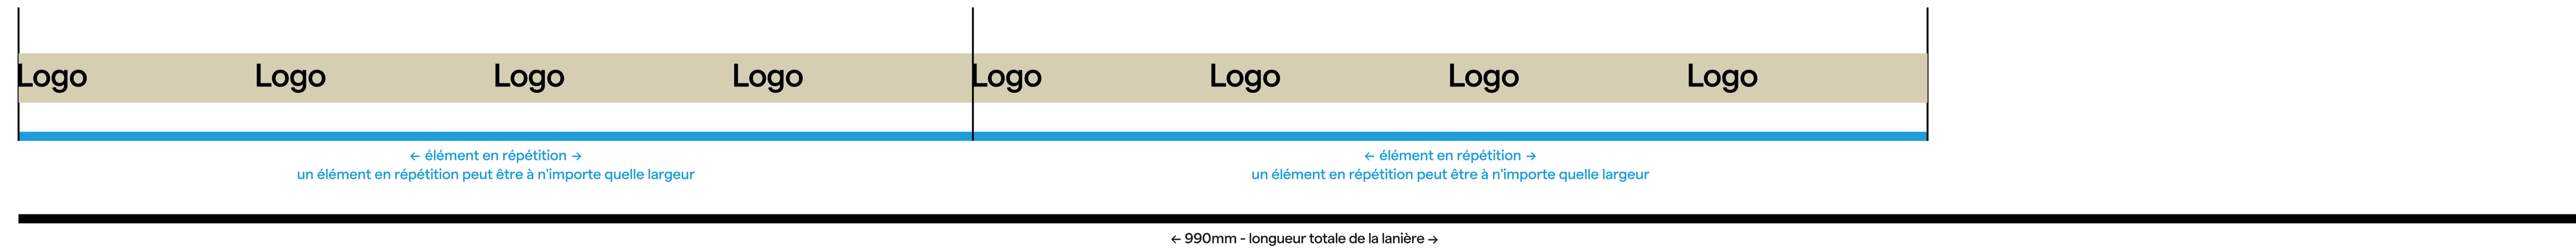 Logo Logo Logo Logo Logo Logo Logo Logo
← élément en répétition → ← élément en répétition →
un élément en répétition peut être à n'importe quelle largeur un élément en répétition peut être à n'importe quelle largeur
← 990mm - longueur totale de la lanière →